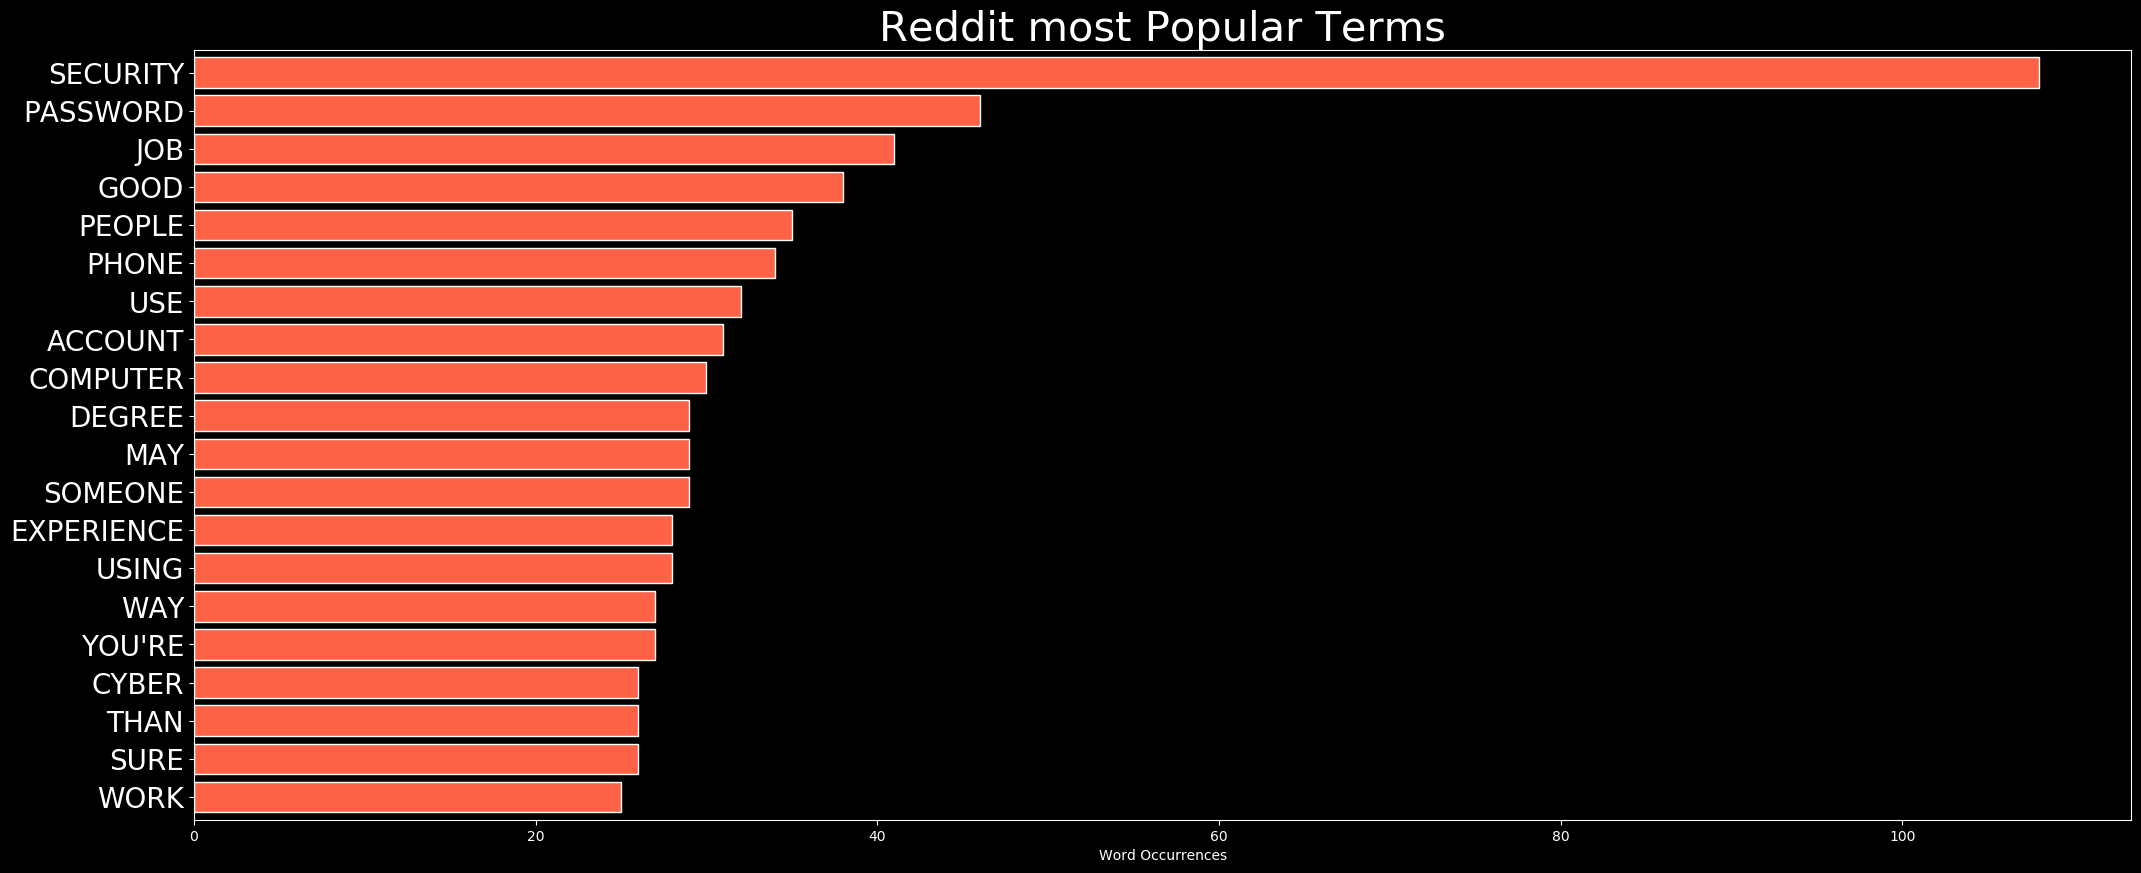 Reddit most Popular Terms
SECURITY
PASSWORD
JOB
GOOD
PEOPLE
PHONE
USE
ACCOUNT
COMPUTER
DEGREE
MAY
SOMEONE
EXPERIENCE
USING
WAY
YOU'RE
CYBER
THAN
SURE
WORK
0 20 40 60 80 100
Word Occurrences